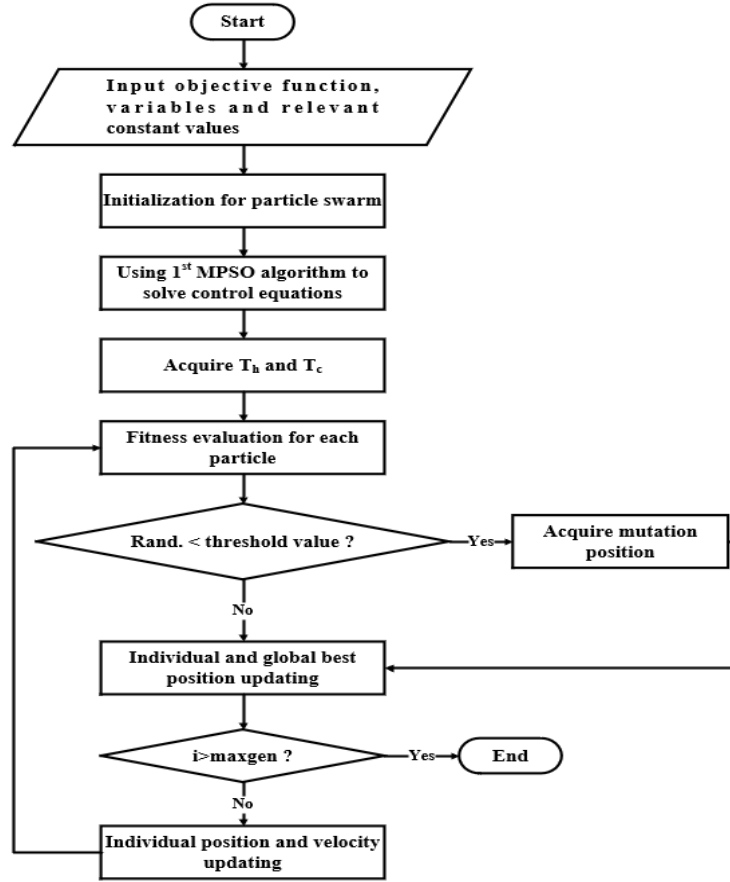 Start
Input objective function,
variables and relevant
constant values
Initialization for particle swarm
Using 1st MPSO algorithm to
solve control equations
Acquire Th and Tc
Fitness evaluation for each
particle
Rand. < threshold value ?
Yes
Acquire mutation
position
No
Individual and global best
position updating
i>maxgen ?
Yes
End
No
Individual position and velocity
updating